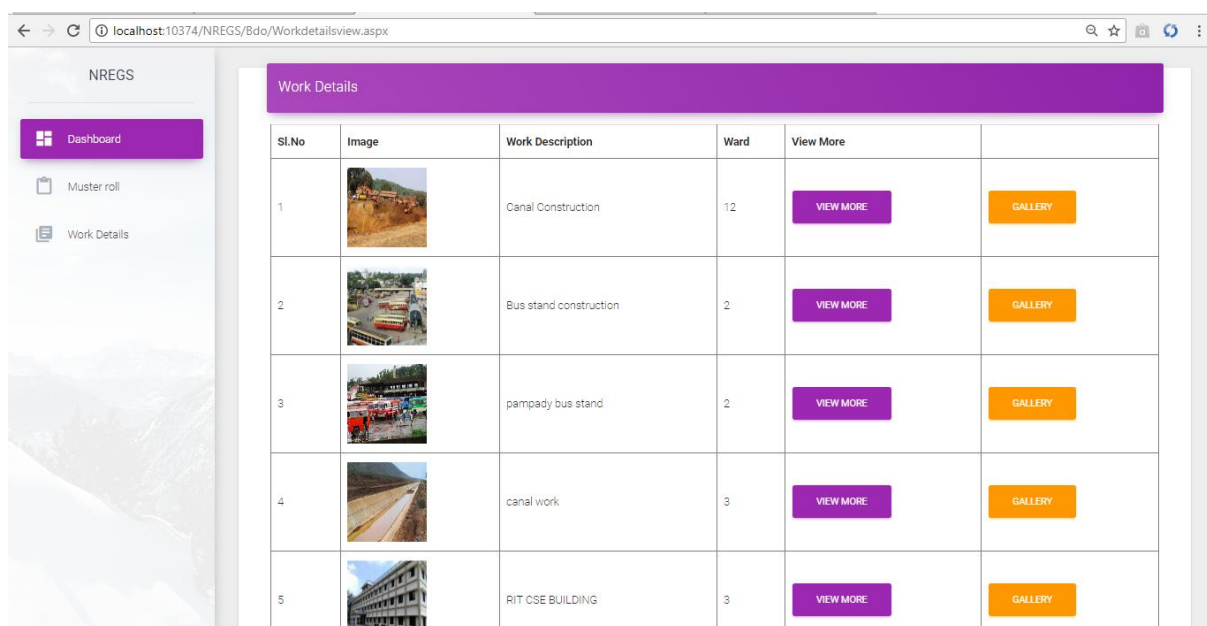 localhost:10374/NREGS/Bdo/Workdetailsview.aspx
NREGS
Dashboard
Muster roll
Work Details
Work Details
Sl.No Image Work Description Ward View More
1 Canal Construction 12 VIEW MORE GALLERY
2 Bus stand construction 2 VIEW MORE GALLERY
3 pampady bus stand 2 VIEW MORE GALLERY
4 canal work 3 VIEW MORE GALLERY
5 RIT CSE BUILDING 3 VIEW MORE GALLERY